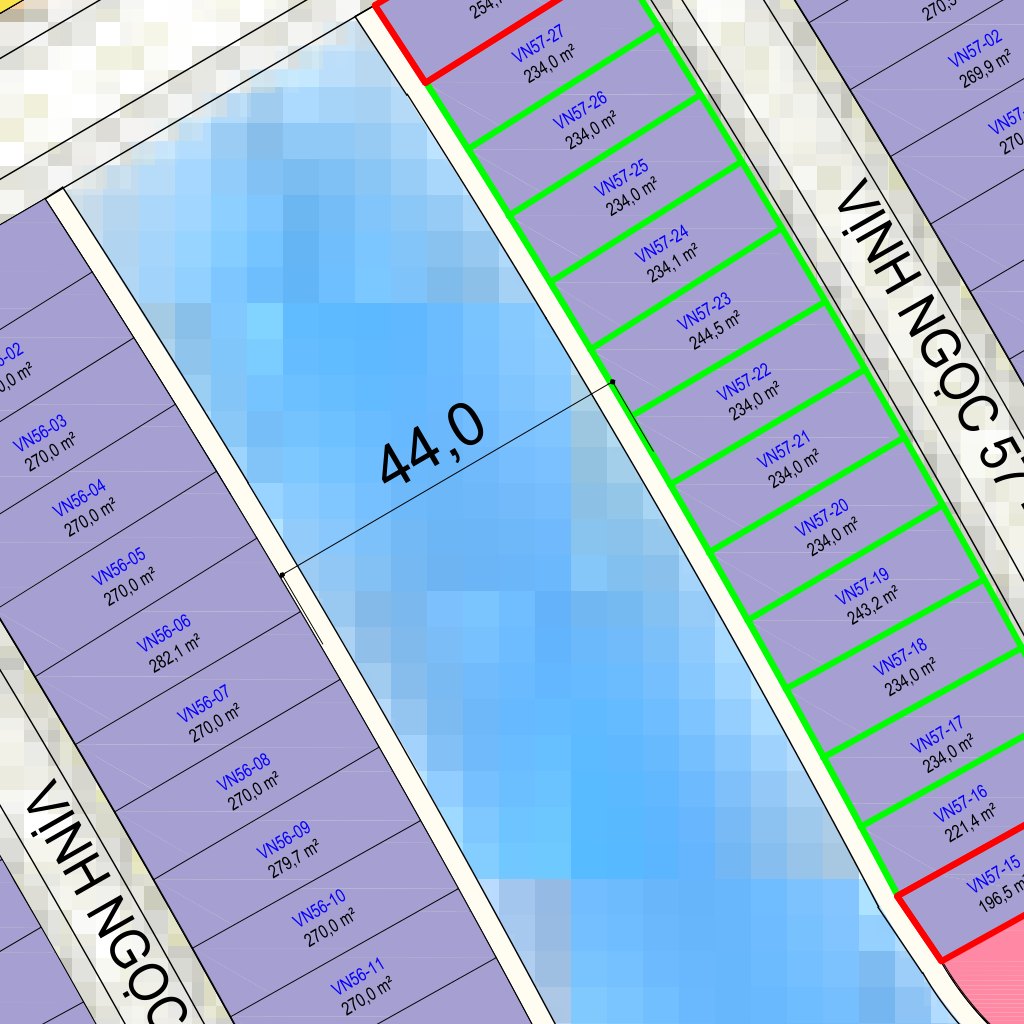 VN57-27
234,0 m²
VN57-26
234,0 m²
VN57-25
234,0 m²
VN57-24
234,1 m²
VN57-23
244,5 m²
VN57-22
234,0 m²
VN57-21
234,0 m²
VN57-20
234,0 m²
VN57-19
243,2 m²
VN57-18
234,0 m²
VN57-17
234,0 m²
VN57-16
221,4 m²
VN57-15
196,5 m²
VN57-02
269,9 m²
VỊNH NGỌC 57
44,0
VN56-03
270,0 m²
VN56-04
270,0 m²
VN56-05
270,0 m²
VN56-06
282,1 m²
VN56-07
270,0 m²
VN56-08
270,0 m²
VN56-09
279,7 m²
VN56-10
270,0 m²
VN56-11
270,0 m²
VỊNH NGỌC